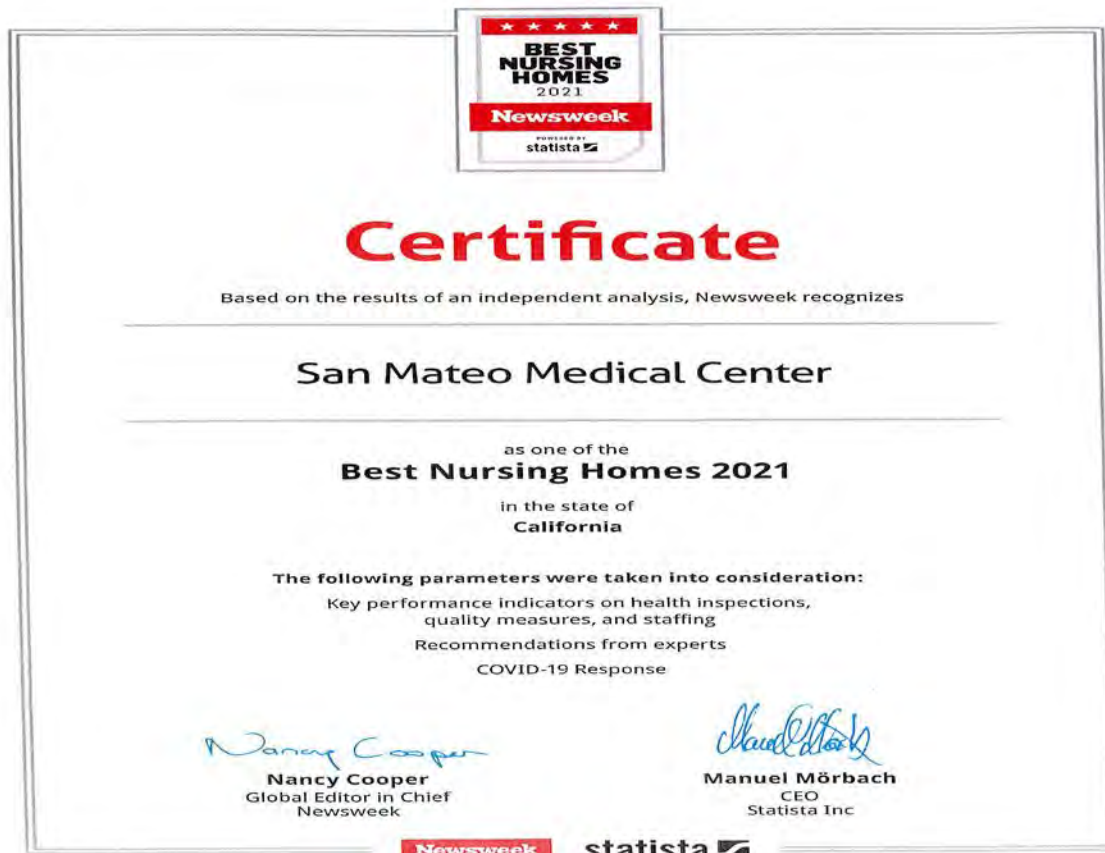 BEST
NURSING
HOMES
2021
Newsweek
POWERED BY
statista
Certificate
Based on the results of an independent analysis, Newsweek recognizes
San Mateo Medical Center
as one of the
Best Nursing Homes 2021
in the state of
California
The following parameters were taken into consideration:
Key performance indicators on health inspections,
quality measures, and staffing
Recommendations from experts
COVID-19 Response
Nancy Cooper
Nancy Cooper
Global Editor in Chief
Newsweek
Manuel Mörbach
CEO
Statista Inc
Newsweek
statista